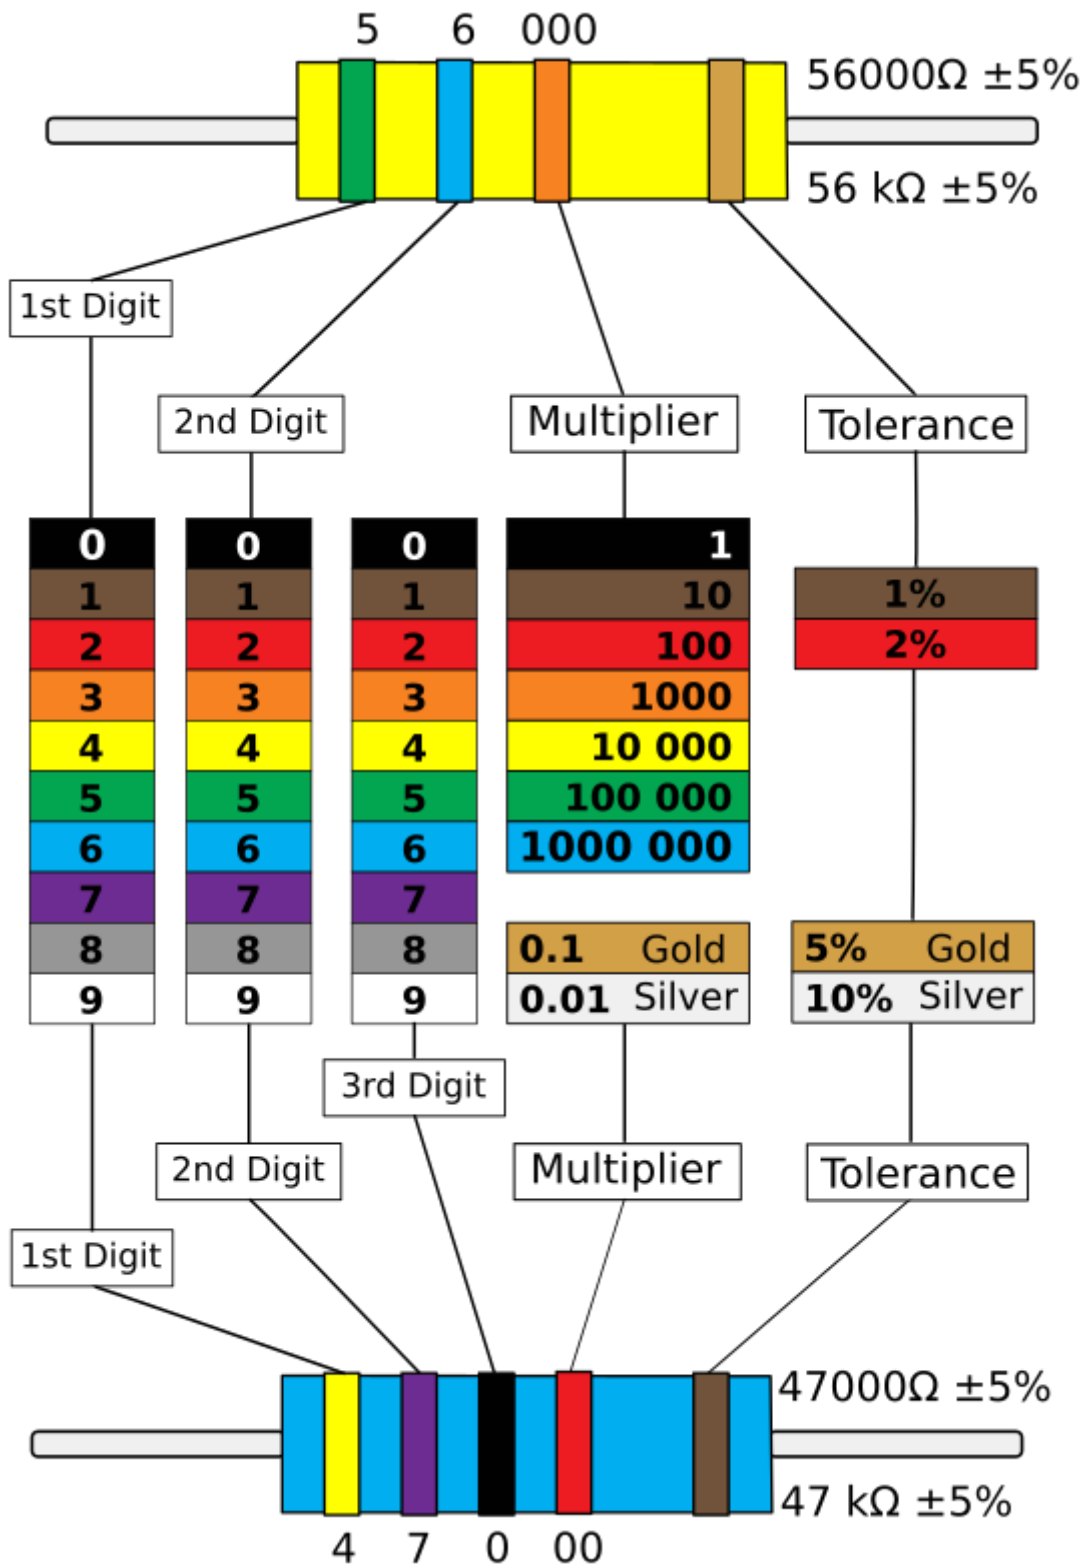 5 6 000
56000Ω ±5%
56 kΩ ±5%
1st Digit
2nd Digit
Multiplier
Tolerance
0 0 0 1
1 1 1 10 1%
2 2 2 100 2%
3 3 3 1000
4 4 4 10 000
5 5 5 100 000
6 6 6 1000 000
7 7 7
8 8 8 0.1 Gold 5% Gold
9 9 9 0.01 Silver 10% Silver
3rd Digit
2nd Digit
Multiplier
Tolerance
1st Digit
47000Ω ±5%
47 kΩ ±5%
4 7 0 00